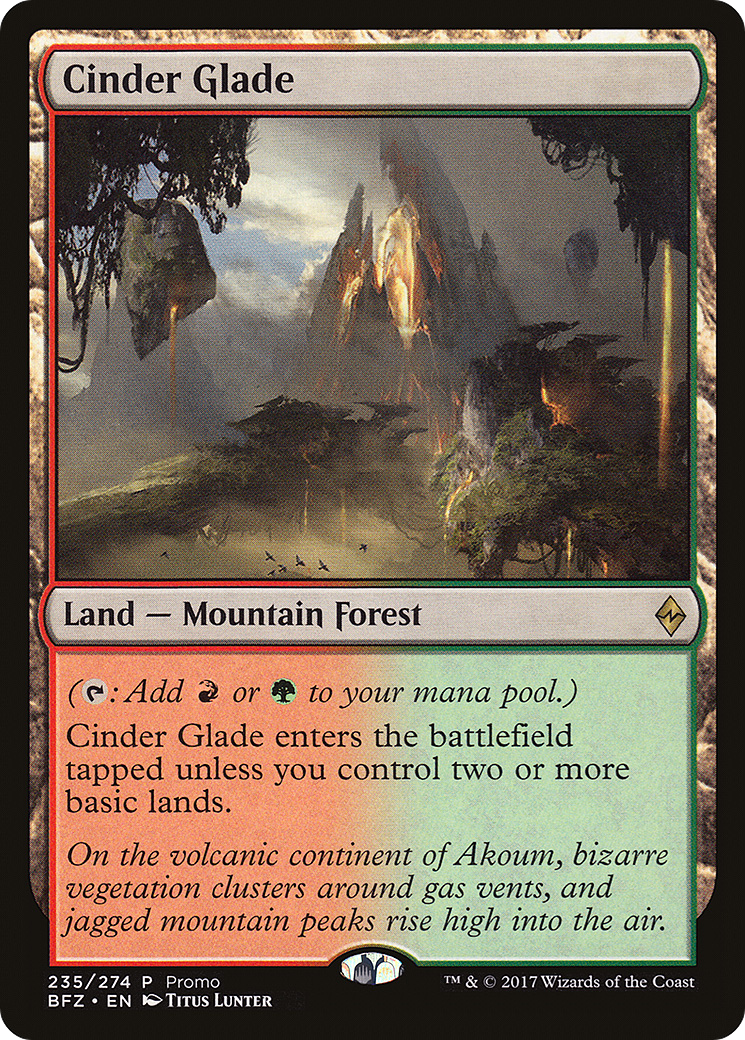 Cinder Glade
Land — Mountain Forest
(: Add or to your mana pool.)
Cinder Glade enters the battlefield
tapped unless you control two or more
basic lands.
On the volcanic continent of Akoum, bizarre
vegetation clusters around gas vents, and
jagged mountain peaks rise high into the air.
235/274 P Promo
BFZ • EN Titus Lunter
™ & © 2017 Wizards of the Coast